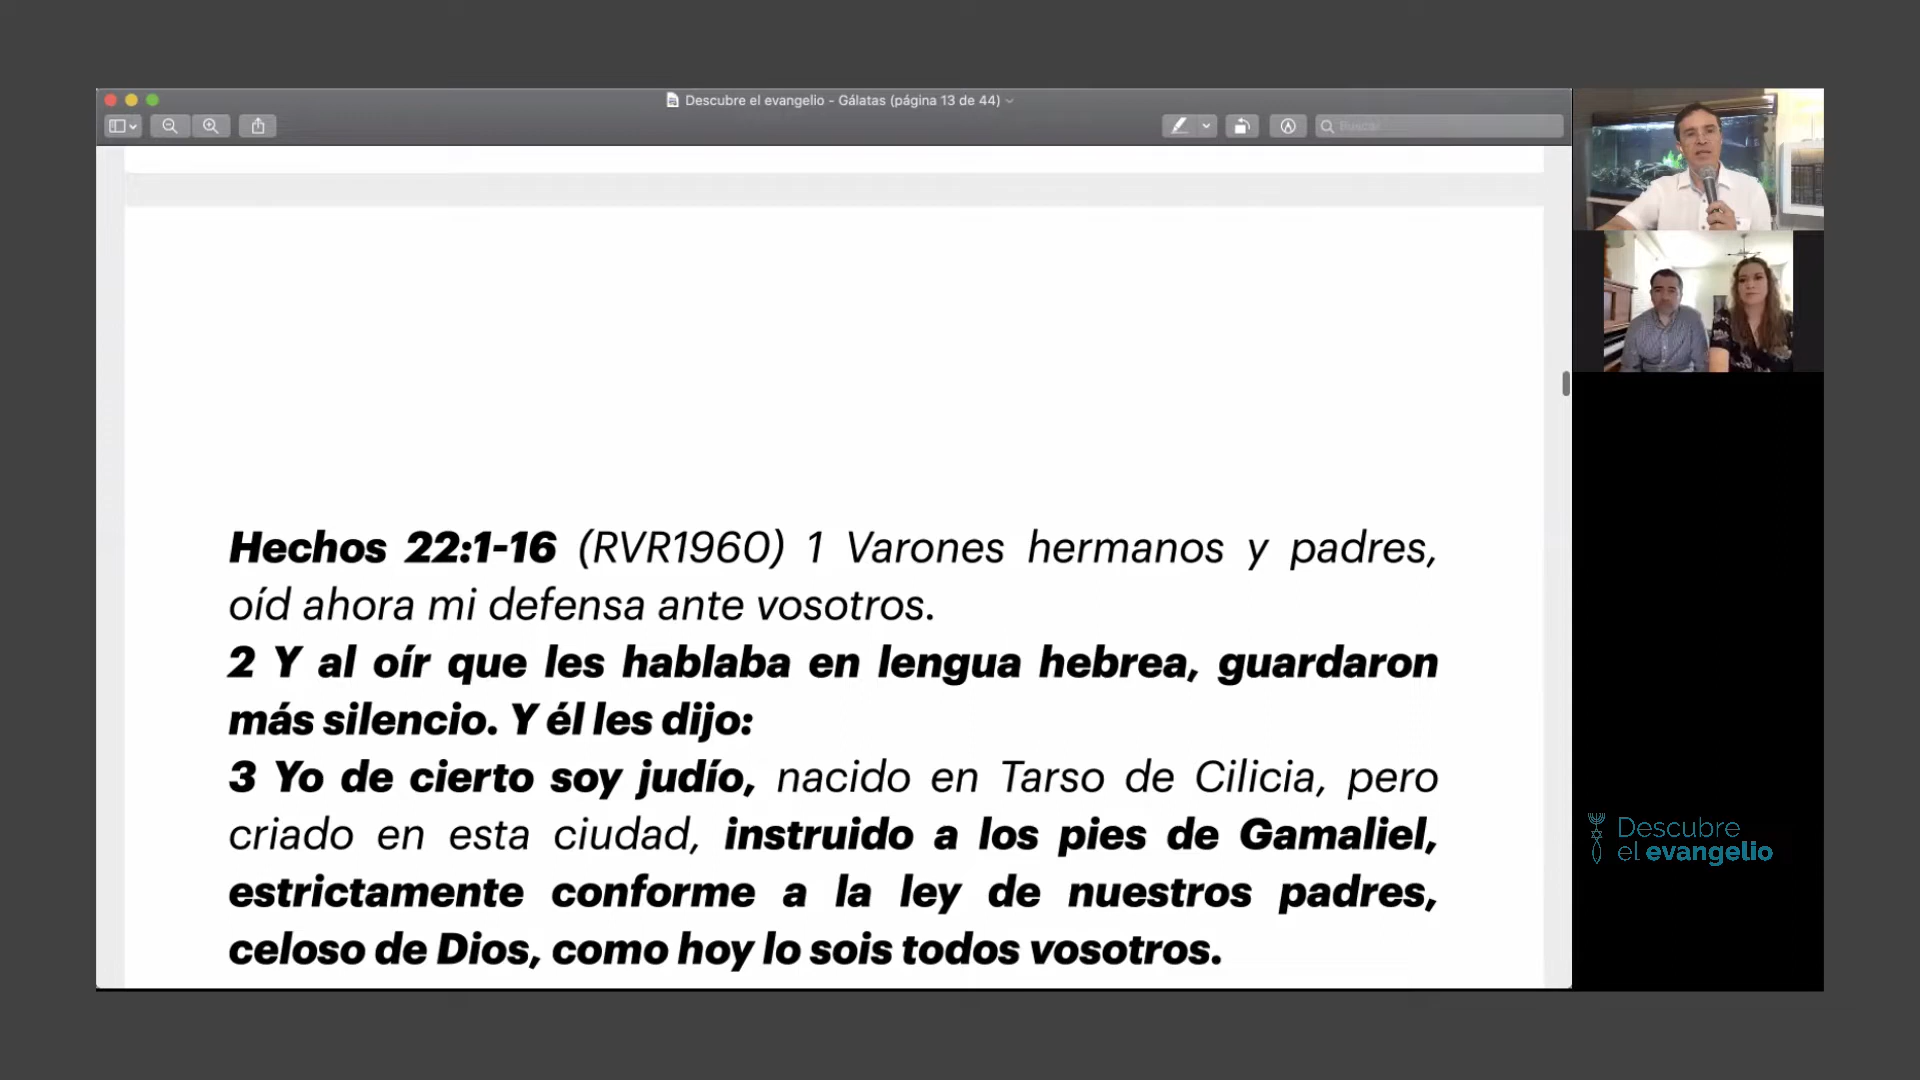 Descubre el evangelio - Gálatas (página 13 de 44)
Buscar
Hechos 22:1-16 (RVR1960) 1 Varones hermanos y padres,
oíd ahora mi defensa ante vosotros.
2 Y al oír que les hablaba en lengua hebrea, guardaron
más silencio. Y él les dijo:
3 Yo de cierto soy judío, nacido en Tarso de Cilicia, pero
criado en esta ciudad, instruido a los pies de Gamaliel,
estrictamente conforme a la ley de nuestros padres,
celoso de Dios, como hoy lo sois todos vosotros.
Descubre
el evangelio